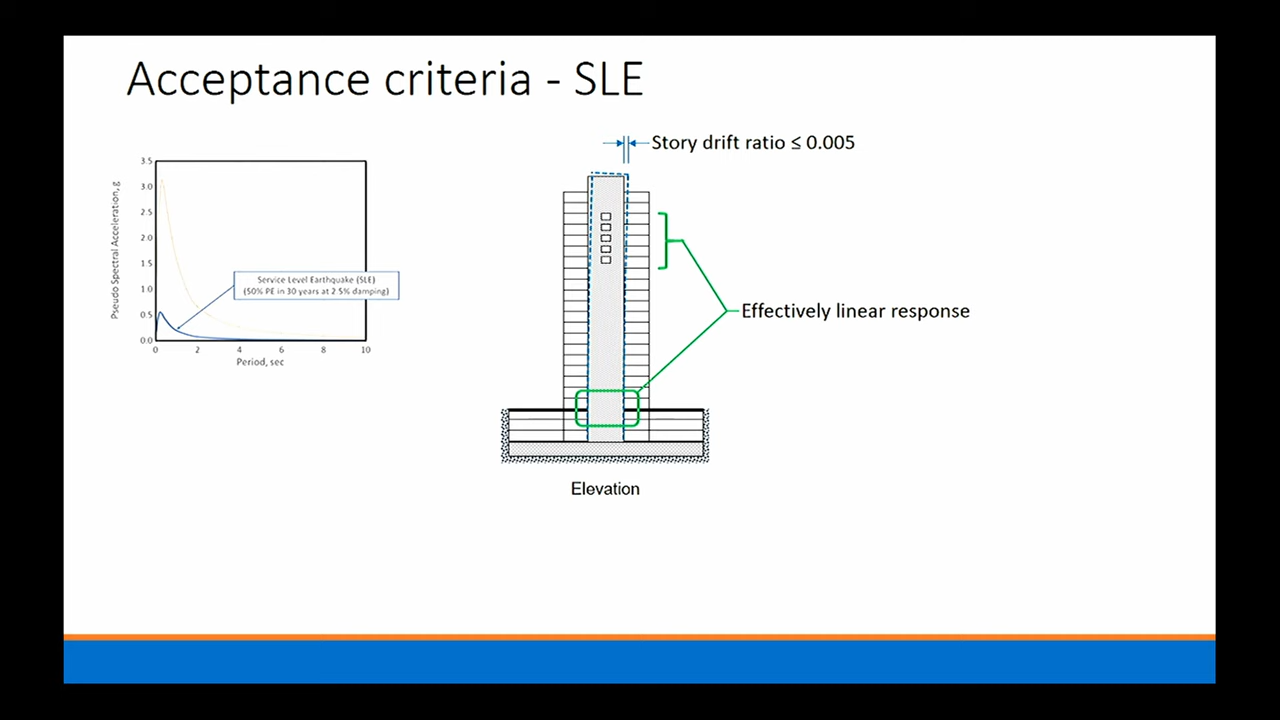 Acceptance criteria - SLE
Story drift ratio ≤ 0.005
3.5
3.0
2.5
2.0
1.5
1.0
0.5
0.0
Pseudo Spectral Acceleration, g
Service Level Earthquake (SLE)
(50% PE in 30 years at 2.5% damping)
0 2 4 6 8 10
Period, sec
Effectively linear response
Elevation